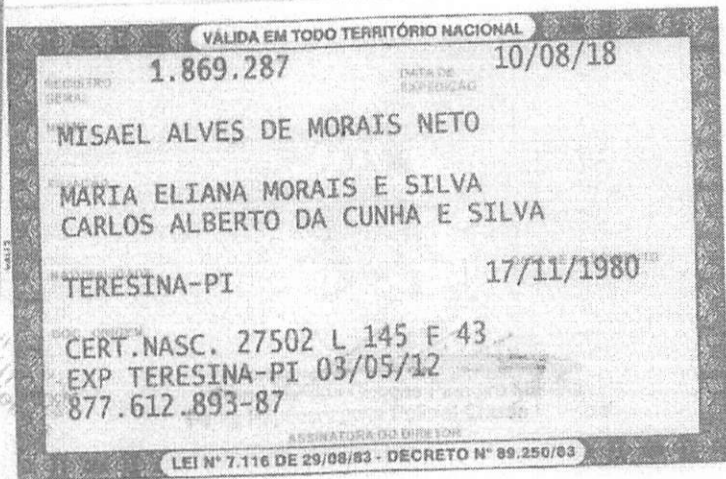 VÁLIDA EM TODO TERRITÓRIO NACIONAL
REGISTRO GERAL 1.869.287 DATA DE EXPEDIÇÃO 10/08/18
MISAEL ALVES DE MORAIS NETO
MARIA ELIANA MORAIS E SILVA
CARLOS ALBERTO DA CUNHA E SILVA
NATURALIDADE
TERESINA-PI 17/11/1980
DOC. ORIGEM
CERT.NASC. 27502 L 145 F 43
EXP TERESINA-PI 03/05/12
877.612.893-87
ASSINATURA DO DIRETOR
LEI Nº 7.116 DE 29/08/83 - DECRETO Nº 89.250/83